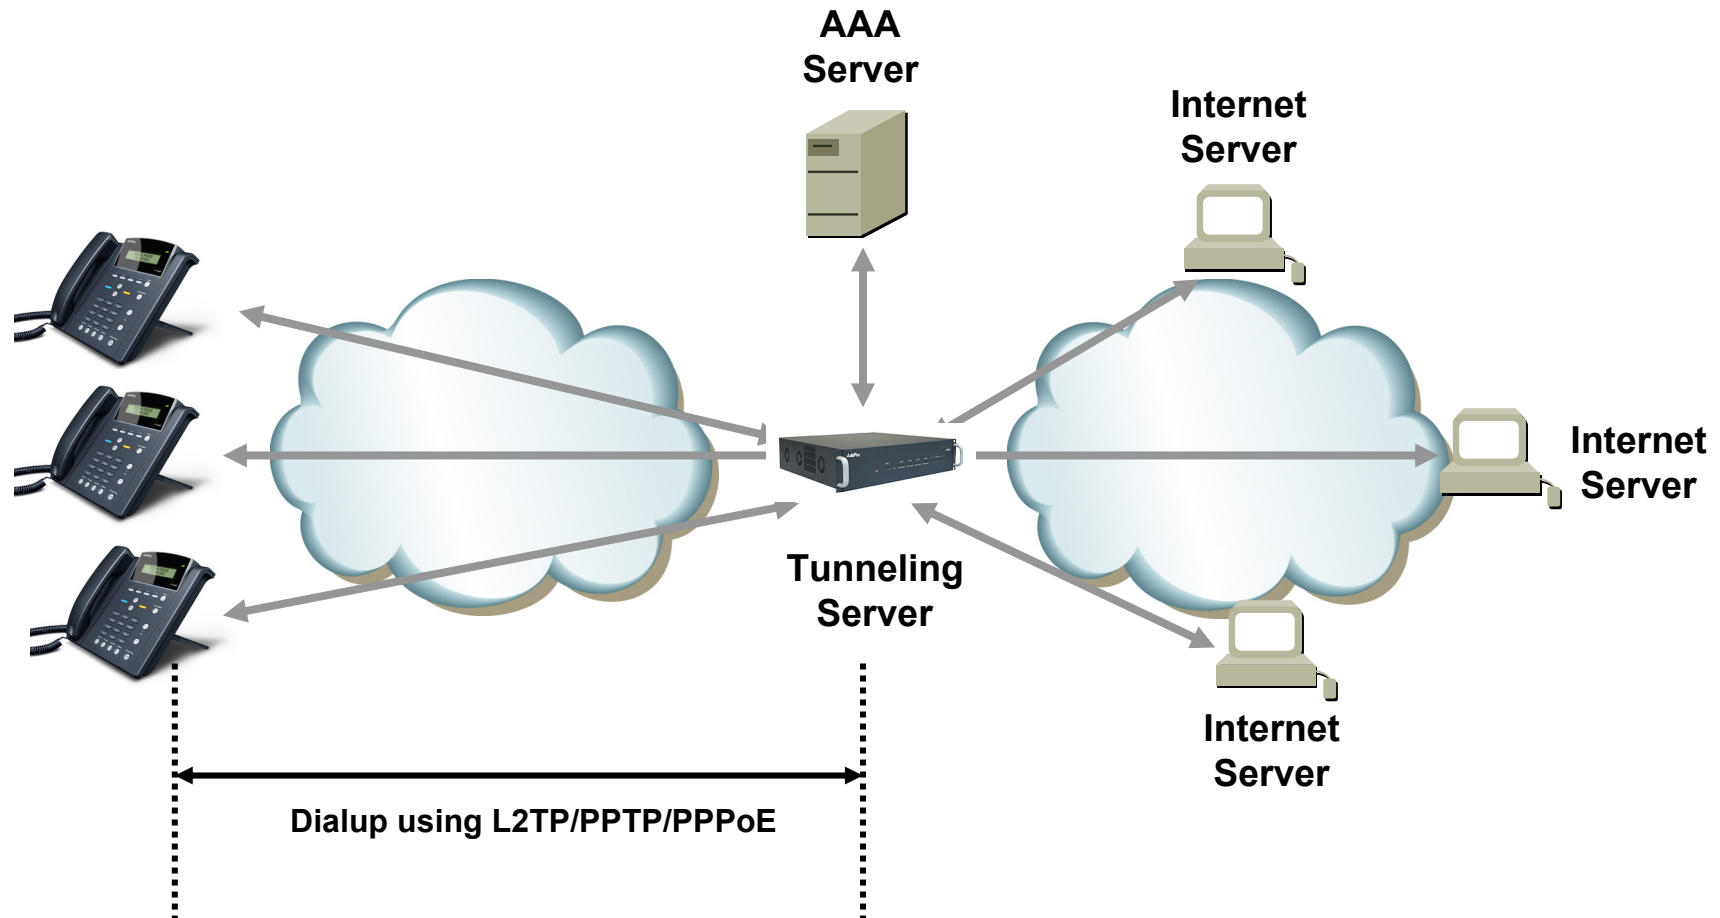 AAA
Server
Internet
Server
Internet
Server
Tunneling
Server
Internet
Server
Dialup using L2TP/PPTP/PPPoE